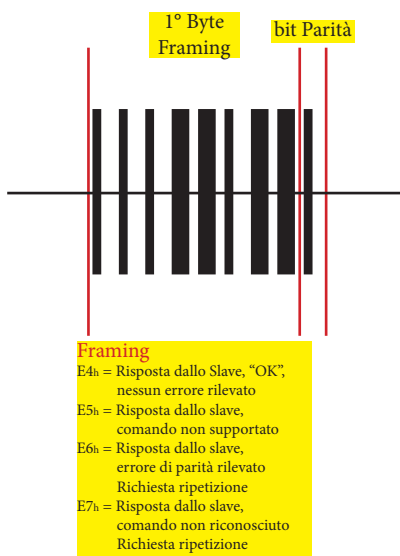 1° Byte
Framing
bit Parità
Framing
E4h = Risposta dallo Slave, “OK”,
nessun errore rilevato
E5h = Risposta dallo slave,
comando non supportato
E6h = Risposta dallo slave,
errore di parità rilevato
Richiesta ripetizione
E7h = Risposta dallo slave,
comando non riconosciuto
Richiesta ripetizione